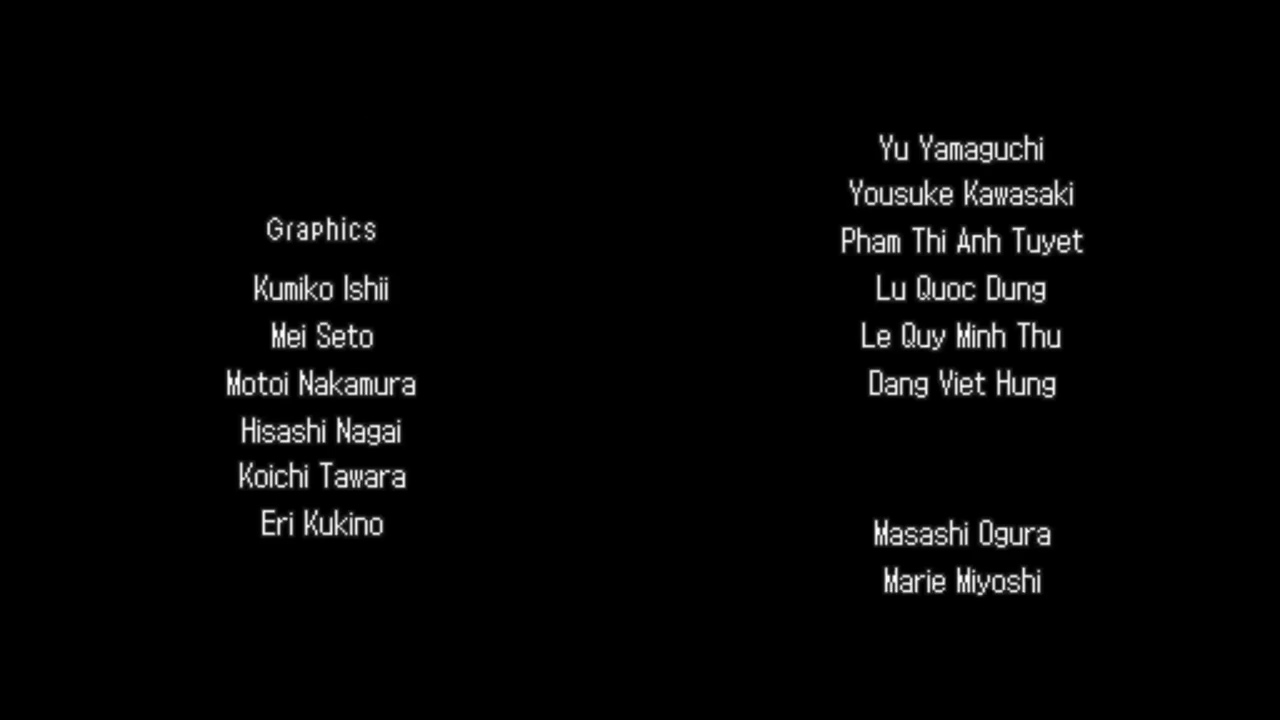 Graphics
Kumiko Ishii
Mei Seto
Motoi Nakamura
Hisashi Nagai
Koichi Tawara
Eri Kukino
Yu Yamaguchi
Yousuke Kawasaki
Pham Thi Anh Tuyet
Lu Quoc Dung
Le Quy Minh Thu
Dang Viet Hung
Masashi Ogura
Marie Miyoshi